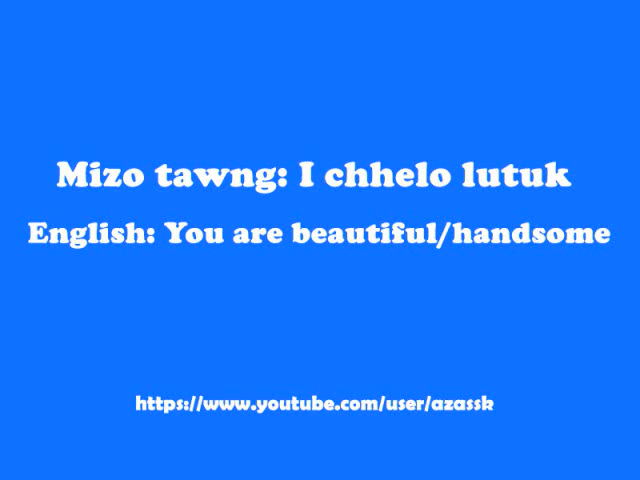 Mizo tawng: I chhelo lutuk
English: You are beautiful/handsome
https://www.youtube.com/user/azassk